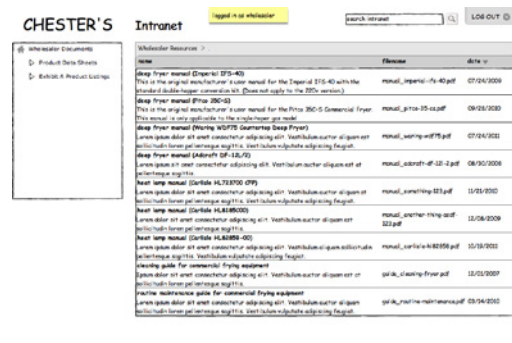 CHESTER'S
Intranet
logged in as wholesaler
search intranet
LOG OUT
Wholesaler Documents
Product Data Sheets
Exhibit A Product Listings
Wholesaler Resources >
name filename date
deep fryer manual (Imperial IFS-40)
This is the original manufacturer's user manual for the Imperial IFS-40 with the manual_imperial-ifs-40.pdf 07/24/2009
standard double-hopper conversion kit. (Does not apply to the 220v version.)
deep fryer manual (Pitco 35C-S)
This is the original manufacturer's user manual for the Pitco 35C-S Commercial fryer. manual_pitco-35-cs.pdf
This manual is only applicable to the single-hopper gas model
deep fryer manual (Waring WDF75 Countertop Deep Fryer)
Lorem ipsum dolor sit amet consectetur adipiscing elit. Vestibulum auctor aliquam est manual_waring-wdf75.pdf 07/24/2011
sollicitudin lorem pellentesque sagittis. Vestibulum vulputate adipiscing feugiat.
deep fryer manual (Adcraft DF-12L/2)
Lorem ipsum dolor sit amet consectetur adipiscing elit. Vestibulum auctor aliquam est at manual_adcraft-df-12l-2.pdf 08/30/2008
pellentesque sagittis.
heat lamp manual (Carlisle HL723700 CFP)
Lorem ipsum dolor sit amet consectetur adipiscing elit. Vestibulum auctor aliquam at manual_something-123.pdf 11/21/2010
sollicitudin lorem pellentesque sagittis. Vestibulum vulputate adipiscing feugiat.
heat lamp manual (Carlisle HL8185000)
Lorem ipsum dolor sit amet consectetur adipiscing elit. Vestibulum auctor aliquam manual_another-thing-asdf- 12/08/2009
sollicitudin lorem pellentesque sagittis. 323.pdf
heat lamp manual (Carlisle HL82858-00)
Lorem ipsum dolor sit amet consectetur adipiscing elit. Vestibulum aliquam sollicitudin manual_carlisle-hl82858.pdf 10/19/2011
pellentesque sagittis. Vestibulum vulputate adipiscing feugiat.
cleaning guide for commercial frying equipment
Ipsum dolor sit amet consectetur adipiscing elit. Vestibulum auctor aliquam est at guide_cleaning-fryer.pdf 12/01/2007
sollicitudin lorem pellentesque sagittis.
routine maintenance guide for commercial frying equipment
Lorem ipsum dolor sit amet consectetur adipiscing elit. Vestibulum auctor aliquam guide_routine-maintenance.pdf 03/14/2010
sollicitudin lorem pellentesque sagittis. Vestibulum vulputate adipiscing feugiat.